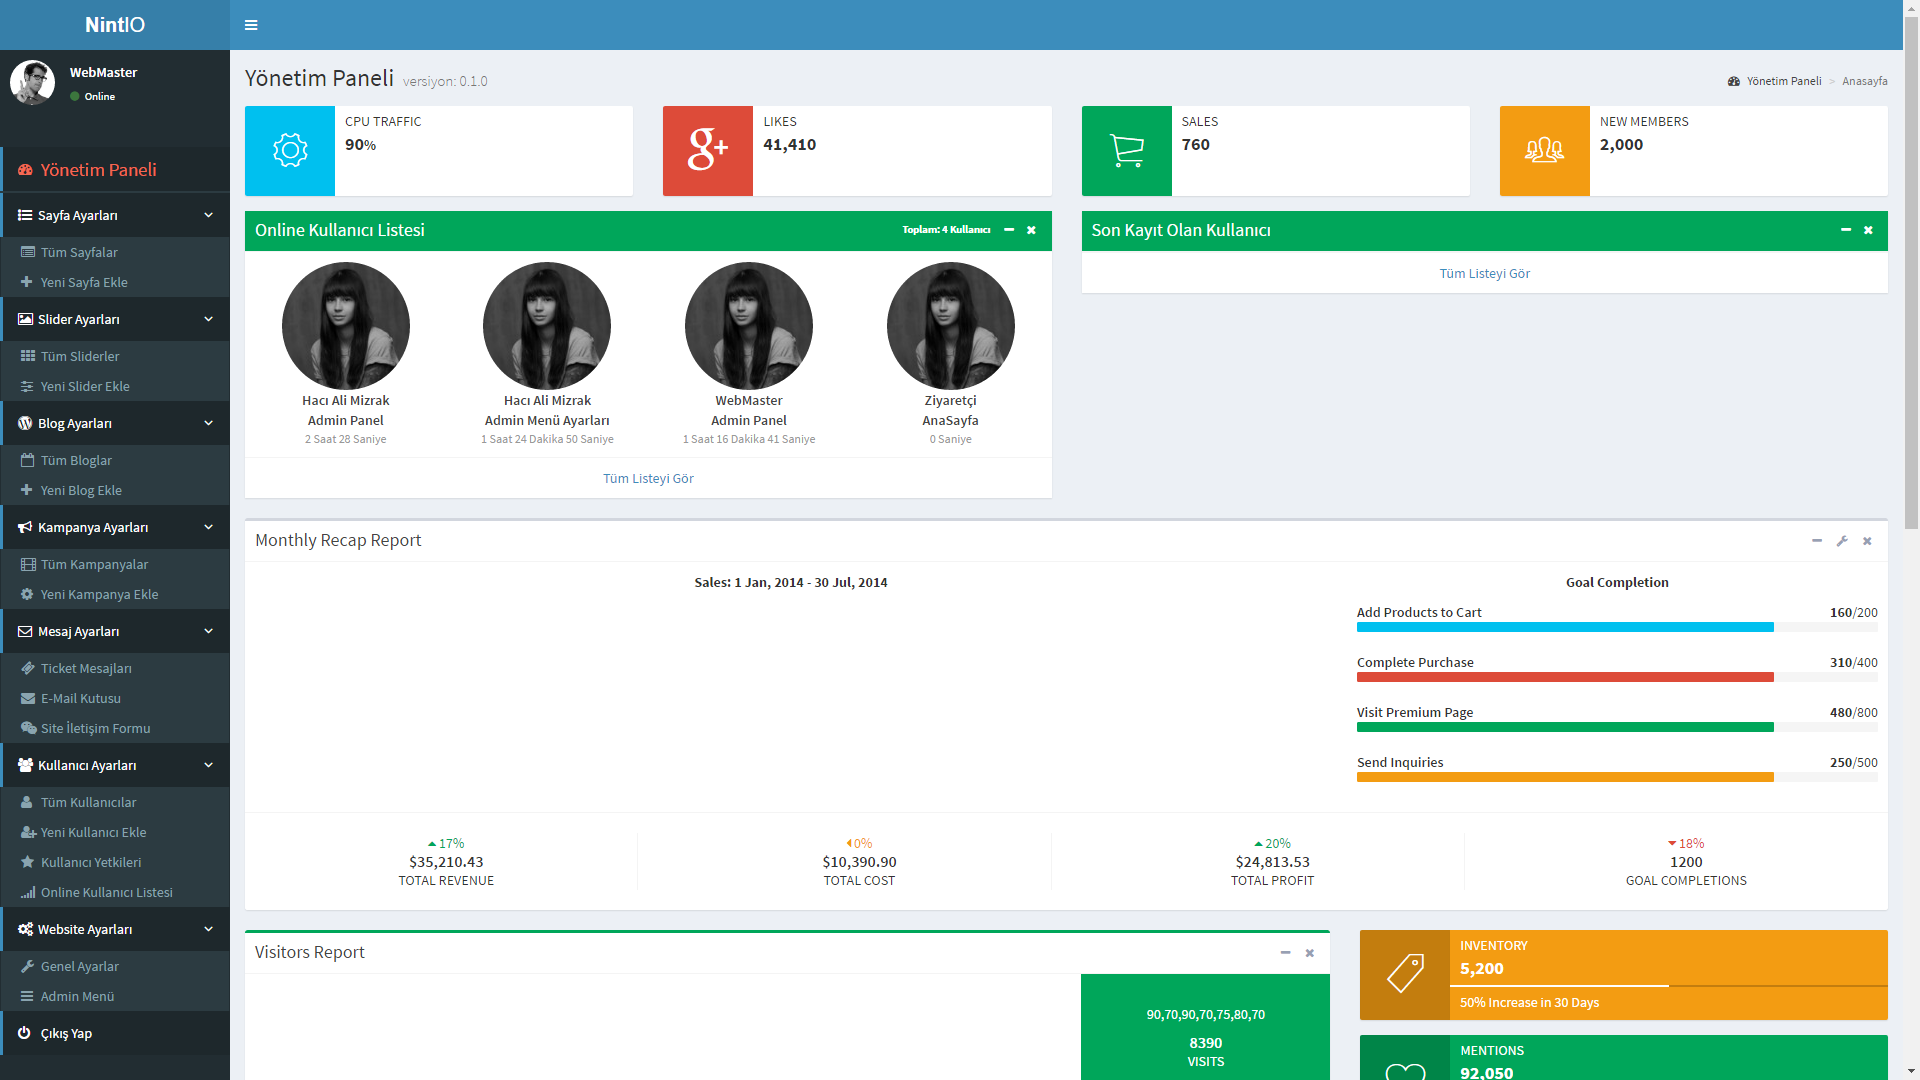 NintIO
WebMaster
Online
Yönetim Paneli
Sayfa Ayarları
Tüm Sayfalar
Yeni Sayfa Ekle
Slider Ayarları
Tüm Sliderler
Yeni Slider Ekle
Blog Ayarları
Tüm Bloglar
Yeni Blog Ekle
Kampanya Ayarları
Tüm Kampanyalar
Yeni Kampanya Ekle
Mesaj Ayarları
Ticket Mesajları
E-Mail Kutusu
Site İletişim Formu
Kullanıcı Ayarları
Tüm Kullanıcılar
Yeni Kullanıcı Ekle
Kullanıcı Yetkileri
Online Kullanıcı Listesi
Website Ayarları
Genel Ayarlar
Admin Menü
Çıkış Yap
Yönetim Paneli versiyon: 0.1.0
Yönetim Paneli > Anasayfa
CPU TRAFFIC
90%
LIKES
41,410
SALES
760
NEW MEMBERS
2,000
Online Kullanıcı Listesi
Toplam: 4 Kullanıcı
Hacı Ali Mizrak
Admin Panel
2 Saat 28 Saniye
Hacı Ali Mizrak
Admin Menü Ayarları
1 Saat 24 Dakika 50 Saniye
WebMaster
Admin Panel
1 Saat 16 Dakika 41 Saniye
Ziyaretçi
AnaSayfa
0 Saniye
Tüm Listeyi Gör
Son Kayıt Olan Kullanıcı
Tüm Listeyi Gör
Monthly Recap Report
Sales: 1 Jan, 2014 - 30 Jul, 2014
Goal Completion
Add Products to Cart 160/200
Complete Purchase 310/400
Visit Premium Page 480/800
Send Inquiries 250/500
17%
$35,210.43
TOTAL REVENUE
0%
$10,390.90
TOTAL COST
20%
$24,813.53
TOTAL PROFIT
18%
1200
GOAL COMPLETIONS
Visitors Report
90,70,90,70,75,80,70
8390
VISITS
INVENTORY
5,200
50% Increase in 30 Days
MENTIONS
92,050